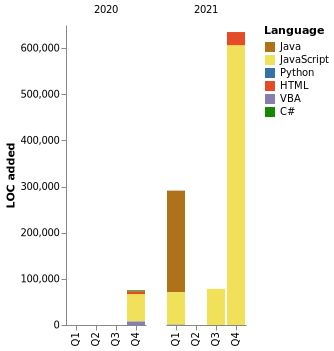 2020 2021
Language
Java
JavaScript
Python
HTML
VBA
C#
LOC added
600,000
500,000
400,000
300,000
200,000
100,000
0
Q1 Q2 Q3 Q4 Q1 Q2 Q3 Q4